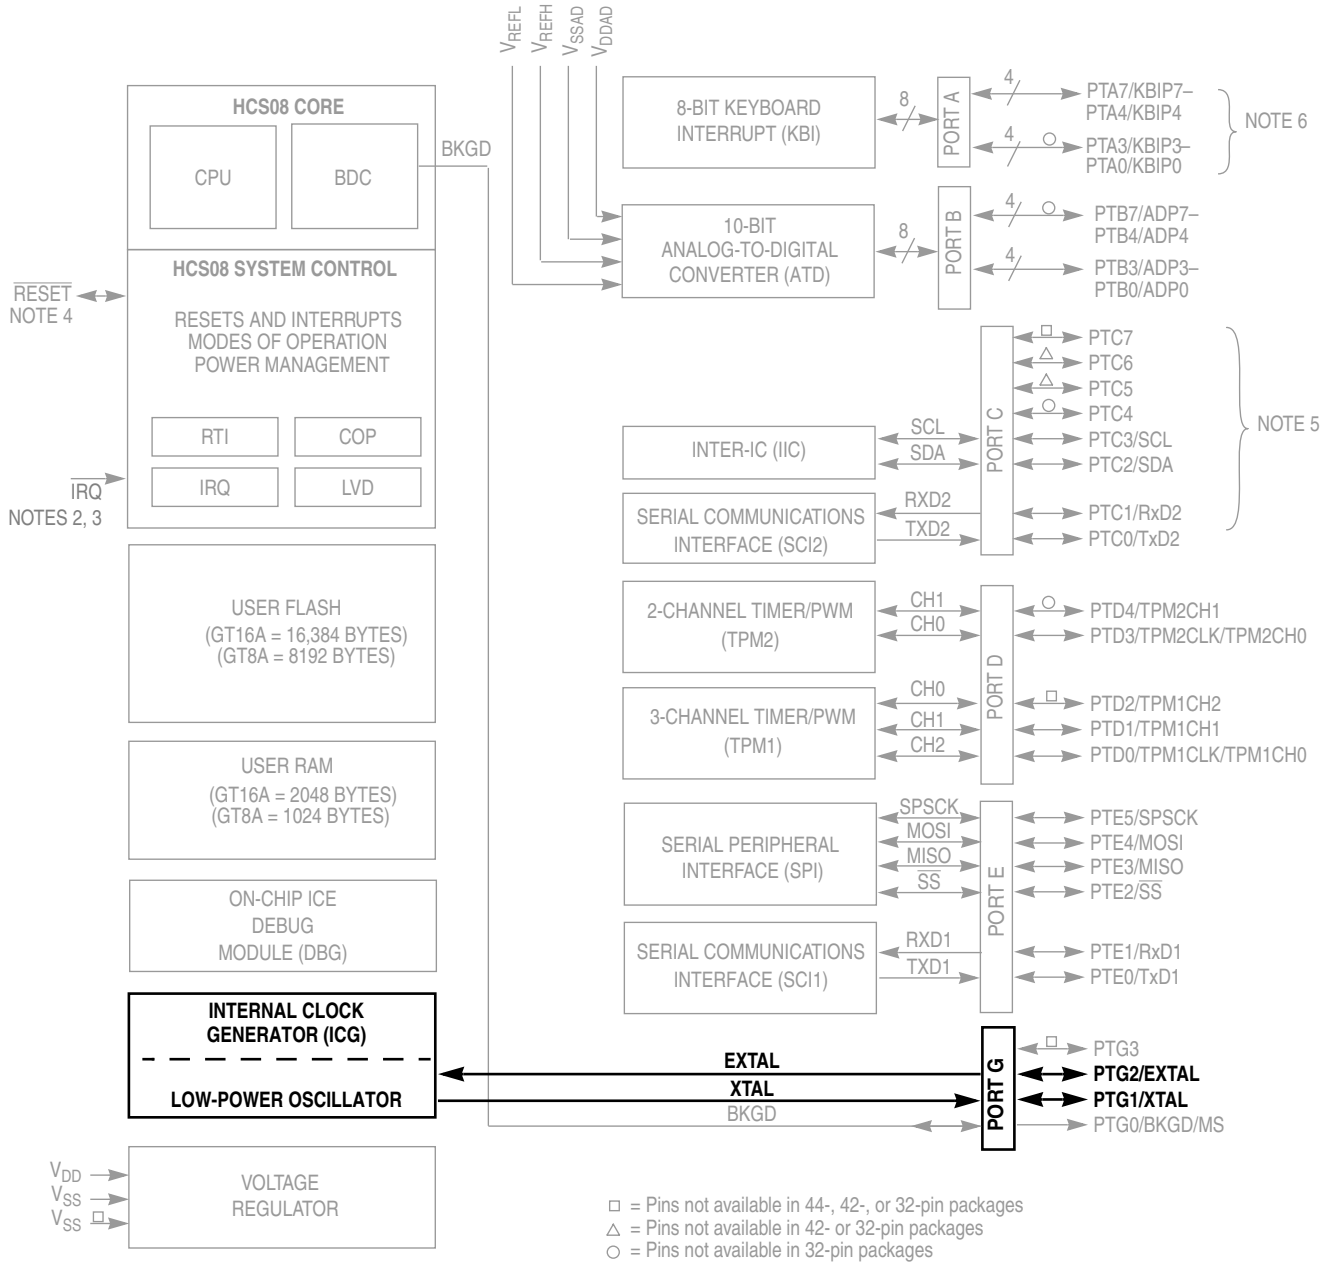 VREFL
VREFH
VSSAD
VDDAD
HCS08 CORE
CPU
BDC
BKGD
HCS08 SYSTEM CONTROL
RESETS AND INTERRUPTS
MODES OF OPERATION
POWER MANAGEMENT
RTI
COP
IRQ
LVD
RESET
NOTE 4
IRQ
NOTES 2, 3
USER FLASH
(GT16A = 16,384 BYTES)
(GT8A = 8192 BYTES)
USER RAM
(GT16A = 2048 BYTES)
(GT8A = 1024 BYTES)
ON-CHIP ICE
DEBUG
MODULE (DBG)
INTERNAL CLOCK
GENERATOR (ICG)
LOW-POWER OSCILLATOR
VDD
VSS
VSS
VOLTAGE
REGULATOR
8-BIT KEYBOARD
INTERRUPT (KBI)
8
PORT A
4
PTA7/KBIP7–
PTA4/KBIP4
4
PTA3/KBIP3–
PTA0/KBIP0
NOTE 6
10-BIT
ANALOG-TO-DIGITAL
CONVERTER (ATD)
8
PORT B
4
PTB7/ADP7–
PTB4/ADP4
4
PTB3/ADP3–
PTB0/ADP0
PORT C
PTC7
PTC6
PTC5
PTC4
PTC3/SCL
PTC2/SDA
PTC1/RxD2
PTC0/TxD2
NOTE 5
INTER-IC (IIC)
SCL
SDA
SERIAL COMMUNICATIONS
INTERFACE (SCI2)
RXD2
TXD2
2-CHANNEL TIMER/PWM
(TPM2)
CH1
CH0
PORT D
PTD4/TPM2CH1
PTD3/TPM2CLK/TPM2CH0
3-CHANNEL TIMER/PWM
(TPM1)
CH0
CH1
CH2
PTD2/TPM1CH2
PTD1/TPM1CH1
PTD0/TPM1CLK/TPM1CH0
SERIAL PERIPHERAL
INTERFACE (SPI)
SPSCK
MOSI
MISO
SS
PORT E
PTE5/SPSCK
PTE4/MOSI
PTE3/MISO
PTE2/SS
SERIAL COMMUNICATIONS
INTERFACE (SCI1)
RXD1
TXD1
PTE1/RxD1
PTE0/TxD1
EXTAL
XTAL
BKGD
PORT G
PTG3
PTG2/EXTAL
PTG1/XTAL
PTG0/BKGD/MS
= Pins not available in 44-, 42-, or 32-pin packages
= Pins not available in 42- or 32-pin packages
= Pins not available in 32-pin packages